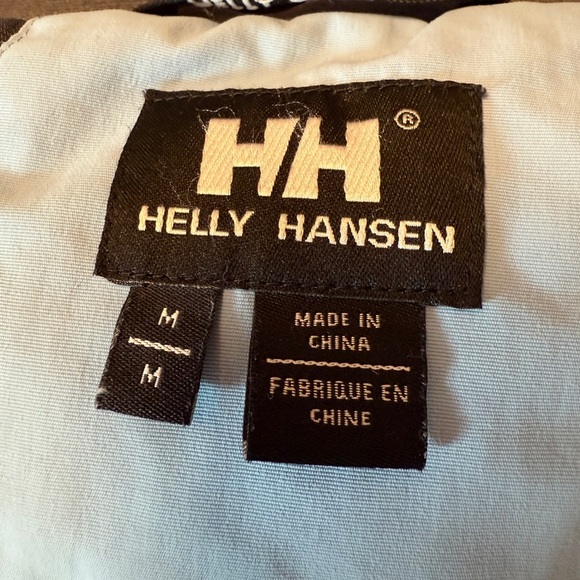 HH®
HELLY HANSEN
M
M
MADE IN
CHINA
FABRIQUE EN
CHINE